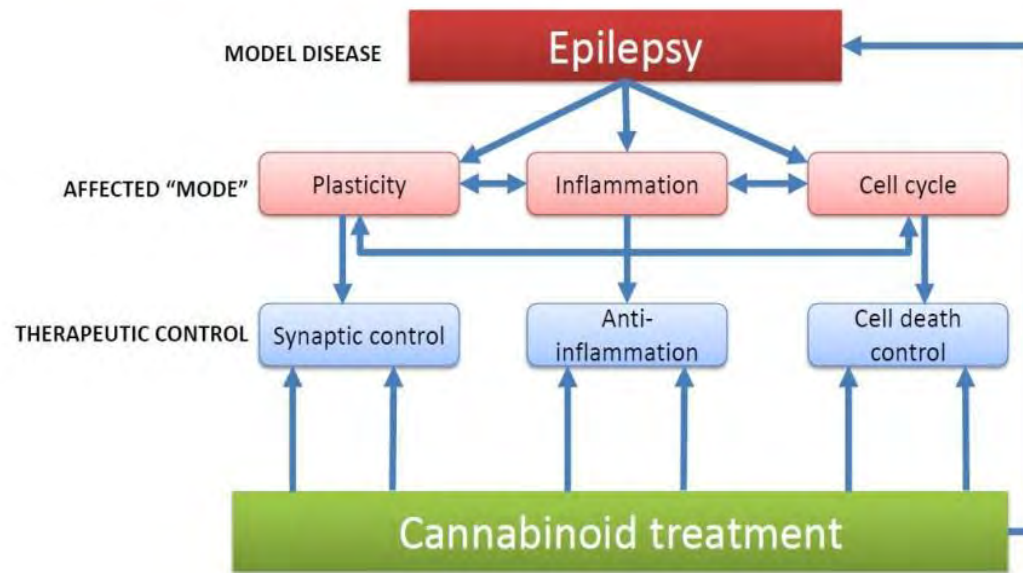 MODEL DISEASE
Epilepsy
AFFECTED “MODE”
Plasticity
Inflammation
Cell cycle
THERAPEUTIC CONTROL
Synaptic control
Anti-
inflammation
Cell death
control
Cannabinoid treatment